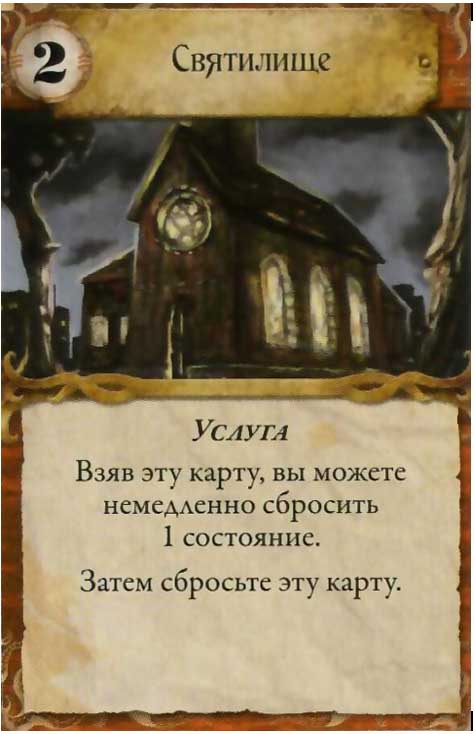 2
Святилище
Услуга
Взяв эту карту, вы можете
немедленно сбросить
1 состояние.
Затем сбросьте эту карту.